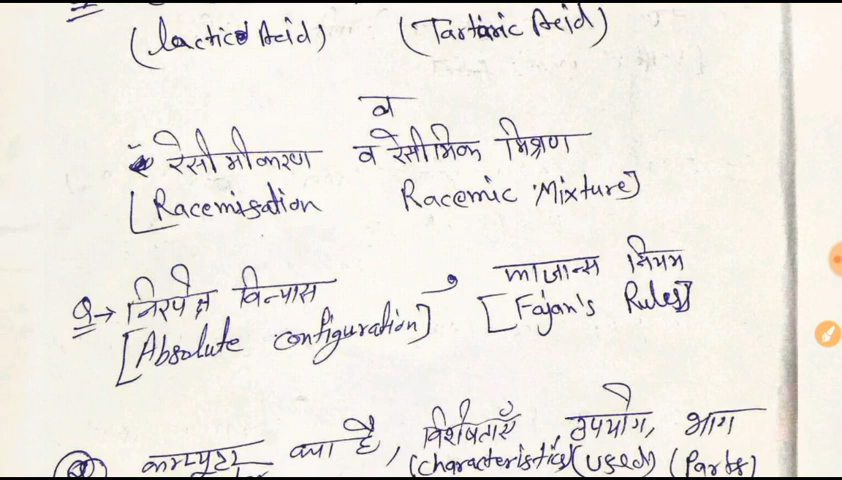 (Lactic Acid) (Tartaric Acid)
व
रेसीमीकरण व रेसीमिक मिश्रण
[Racemisation Racemic Mixture]
Q→ निरपेक्ष विन्यास , फाजान्स नियम
[Absolute configuration] [Fajan's Rules]
कम्प्यूटर क्या है, विशेषताएँ, उपयोग, भाग
(characteristics) (Used) (Parts)